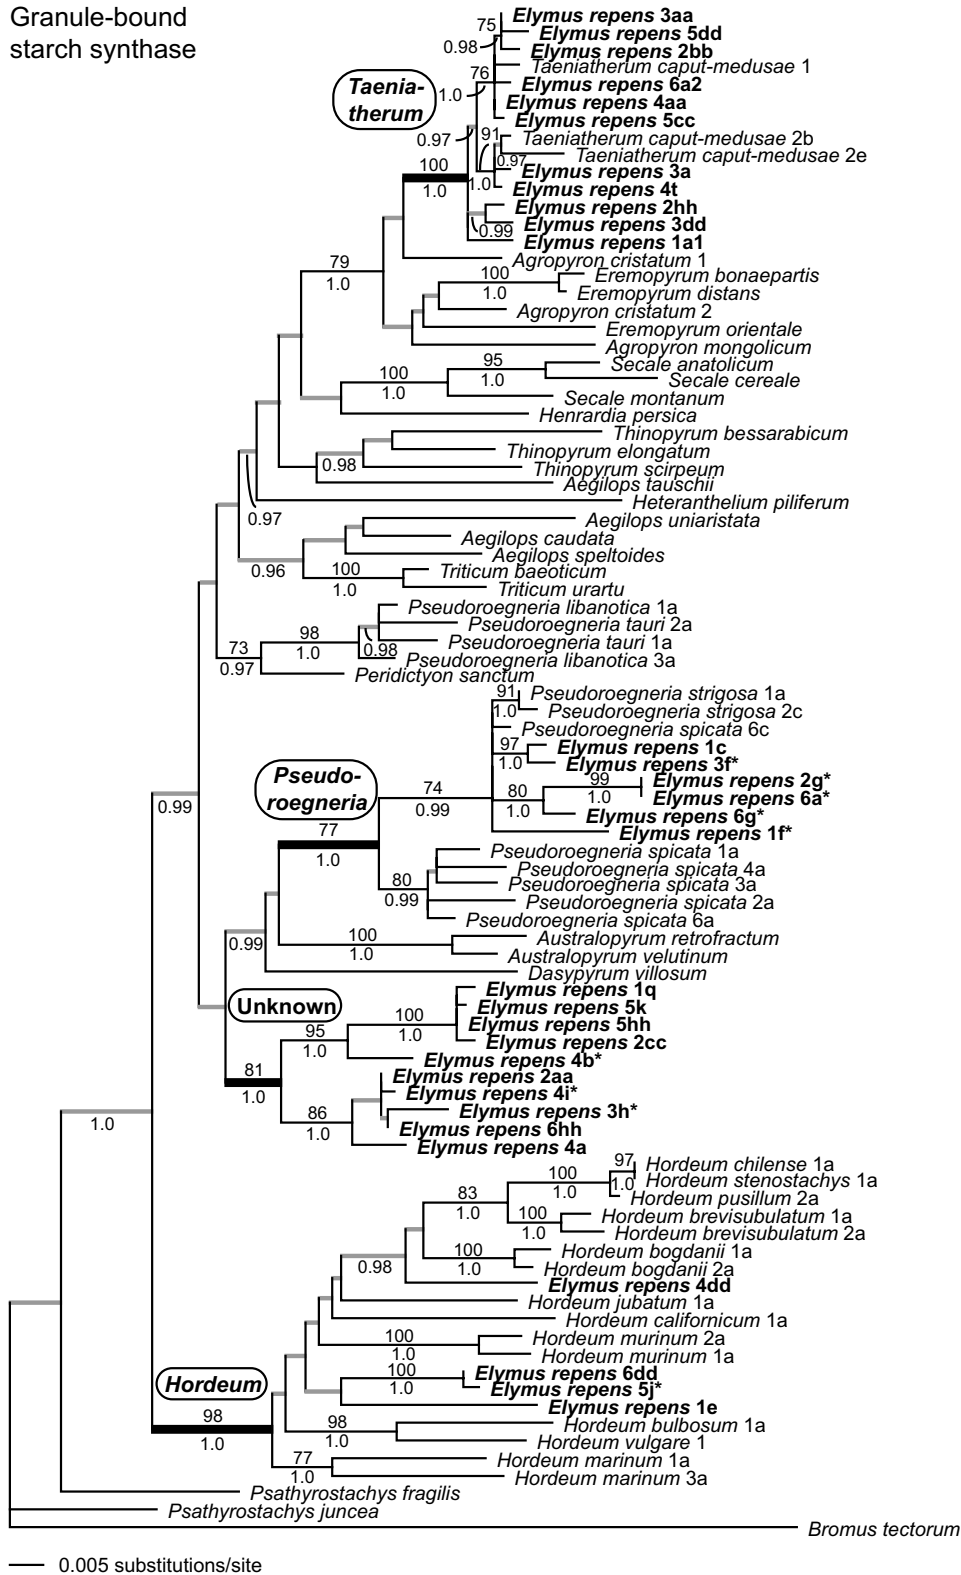 Granule-bound
starch synthase
75
Elymus repens 3aa
Elymus repens 5dd
0.98
Elymus repens 2bb
Taeniatherum caput-medusae 1
76
Elymus repens 6a2
Taenia-
therum
1.0
Elymus repens 4aa
Elymus repens 5cc
0.97
91
Taeniatherum caput-medusae 2b
Taeniatherum caput-medusae 2e
0.97
100
Elymus repens 3a
1.0
1.0
Elymus repens 4t
Elymus repens 2hh
Elymus repens 3dd
0.99
Elymus repens 1a1
Agropyron cristatum 1
79
1.0
100
Eremopyrum bonaepartis
1.0
Eremopyrum distans
Agropyron cristatum 2
Eremopyrum orientale
Agropyron mongolicum
95
Secale anatolicum
100
1.0
Secale cereale
1.0
Secale montanum
Henrardia persica
Thinopyrum bessarabicum
Thinopyrum elongatum
0.98
Thinopyrum scirpeum
Aegilops tauschii
Heteranthelium piliferum
0.97
Aegilops uniaristata
Aegilops caudata
Aegilops speltoides
0.96
100
Triticum baeoticum
1.0
Triticum urartu
Pseudoroegneria libanotica 1a
Pseudoroegneria tauri 2a
98
Pseudoroegneria tauri 1a
73
1.0
0.98
Pseudoroegneria libanotica 3a
0.97
Peridictyon sanctum
91
Pseudoroegneria strigosa 1a
1.0
Pseudoroegneria strigosa 2c
Pseudoroegneria spicata 6c
97
Elymus repens 1c
1.0
Elymus repens 3f*
Pseudo-
roegneria
74
99
Elymus repens 2g*
0.99
80
1.0
Elymus repens 6a*
1.0
Elymus repens 6g*
0.99
77
Elymus repens 1f*
1.0
Pseudoroegneria spicata 1a
Pseudoroegneria spicata 4a
80
Pseudoroegneria spicata 3a
0.99
Pseudoroegneria spicata 2a
Pseudoroegneria spicata 6a
0.99
100
Australopyrum retrofractum
1.0
Australopyrum velutinum
Dasypyrum villosum
Unknown
Elymus repens 1q
100
Elymus repens 5k
95
1.0
Elymus repens 5hh
1.0
Elymus repens 2cc
Elymus repens 4b*
81
Elymus repens 2aa
1.0
Elymus repens 4i*
86
Elymus repens 3h*
1.0
1.0
Elymus repens 6hh
Elymus repens 4a
97
Hordeum chilense 1a
100
1.0
Hordeum stenostachys 1a
83
1.0
Hordeum pusillum 2a
1.0
100
Hordeum brevisubulatum 1a
1.0
Hordeum brevisubulatum 2a
100
Hordeum bogdanii 1a
0.98
1.0
Hordeum bogdanii 2a
Elymus repens 4dd
Hordeum jubatum 1a
Hordeum californicum 1a
100
Hordeum murinum 2a
1.0
Hordeum murinum 1a
100
Elymus repens 6dd
Hordeum
1.0
Elymus repens 5j*
Elymus repens 1e
98
98
Hordeum bulbosum 1a
1.0
1.0
Hordeum vulgare 1
77
Hordeum marinum 1a
1.0
Hordeum marinum 3a
Psathyrostachys fragilis
Psathyrostachys juncea
Bromus tectorum
0.005 substitutions/site